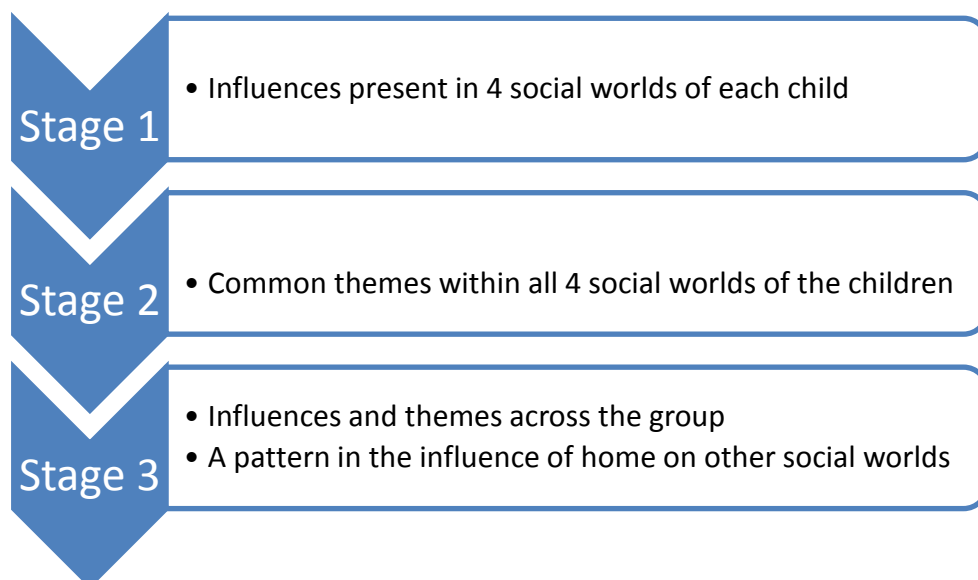 Stage 1
• Influences present in 4 social worlds of each child
Stage 2
• Common themes within all 4 social worlds of the children
Stage 3
• Influences and themes across the group
• A pattern in the influence of home on other social worlds